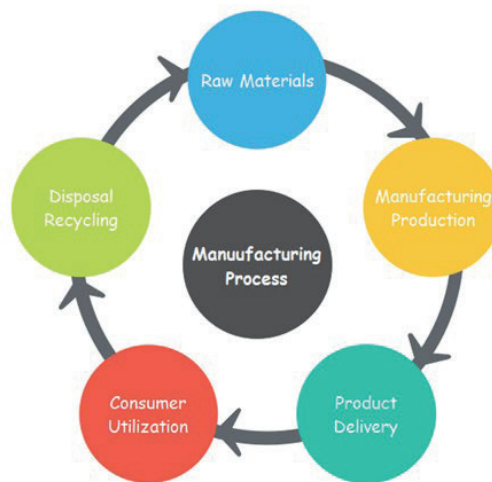 Raw Materials
Manufacturing
Production
Product
Delivery
Consumer
Utilization
Disposal
Recycling
Manuufacturing
Process